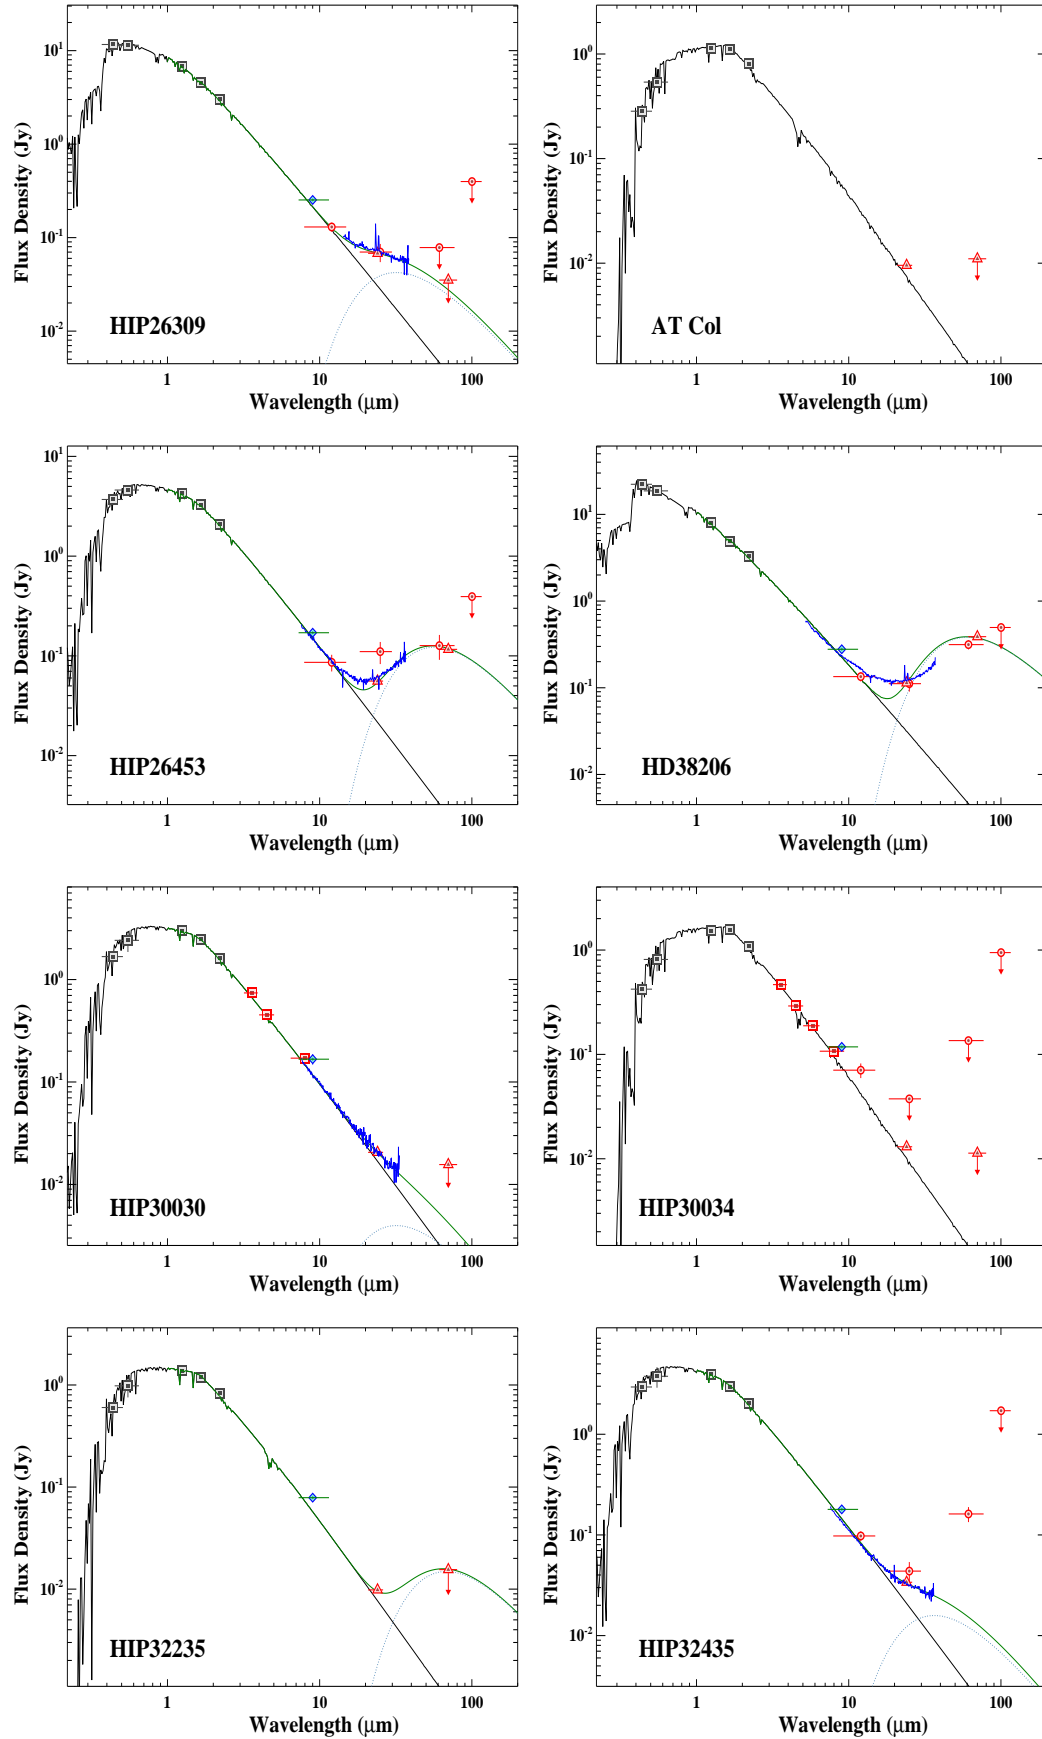 Flux Density (Jy)
10¹
10⁰
10⁻¹
10⁻²
HIP26309
1 10 100
Wavelength (μm)
Flux Density (Jy)
10⁰
10⁻¹
10⁻²
AT Col
1 10 100
Wavelength (μm)
Flux Density (Jy)
10¹
10⁰
10⁻¹
10⁻²
HIP26453
1 10 100
Wavelength (μm)
Flux Density (Jy)
10¹
10⁰
10⁻¹
10⁻²
HD38206
1 10 100
Wavelength (μm)
Flux Density (Jy)
10⁰
10⁻¹
10⁻²
HIP30030
1 10 100
Wavelength (μm)
Flux Density (Jy)
10⁰
10⁻¹
10⁻²
HIP30034
1 10 100
Wavelength (μm)
Flux Density (Jy)
10⁰
10⁻¹
10⁻²
HIP32235
1 10 100
Wavelength (μm)
Flux Density (Jy)
10⁰
10⁻¹
10⁻²
HIP32435
1 10 100
Wavelength (μm)